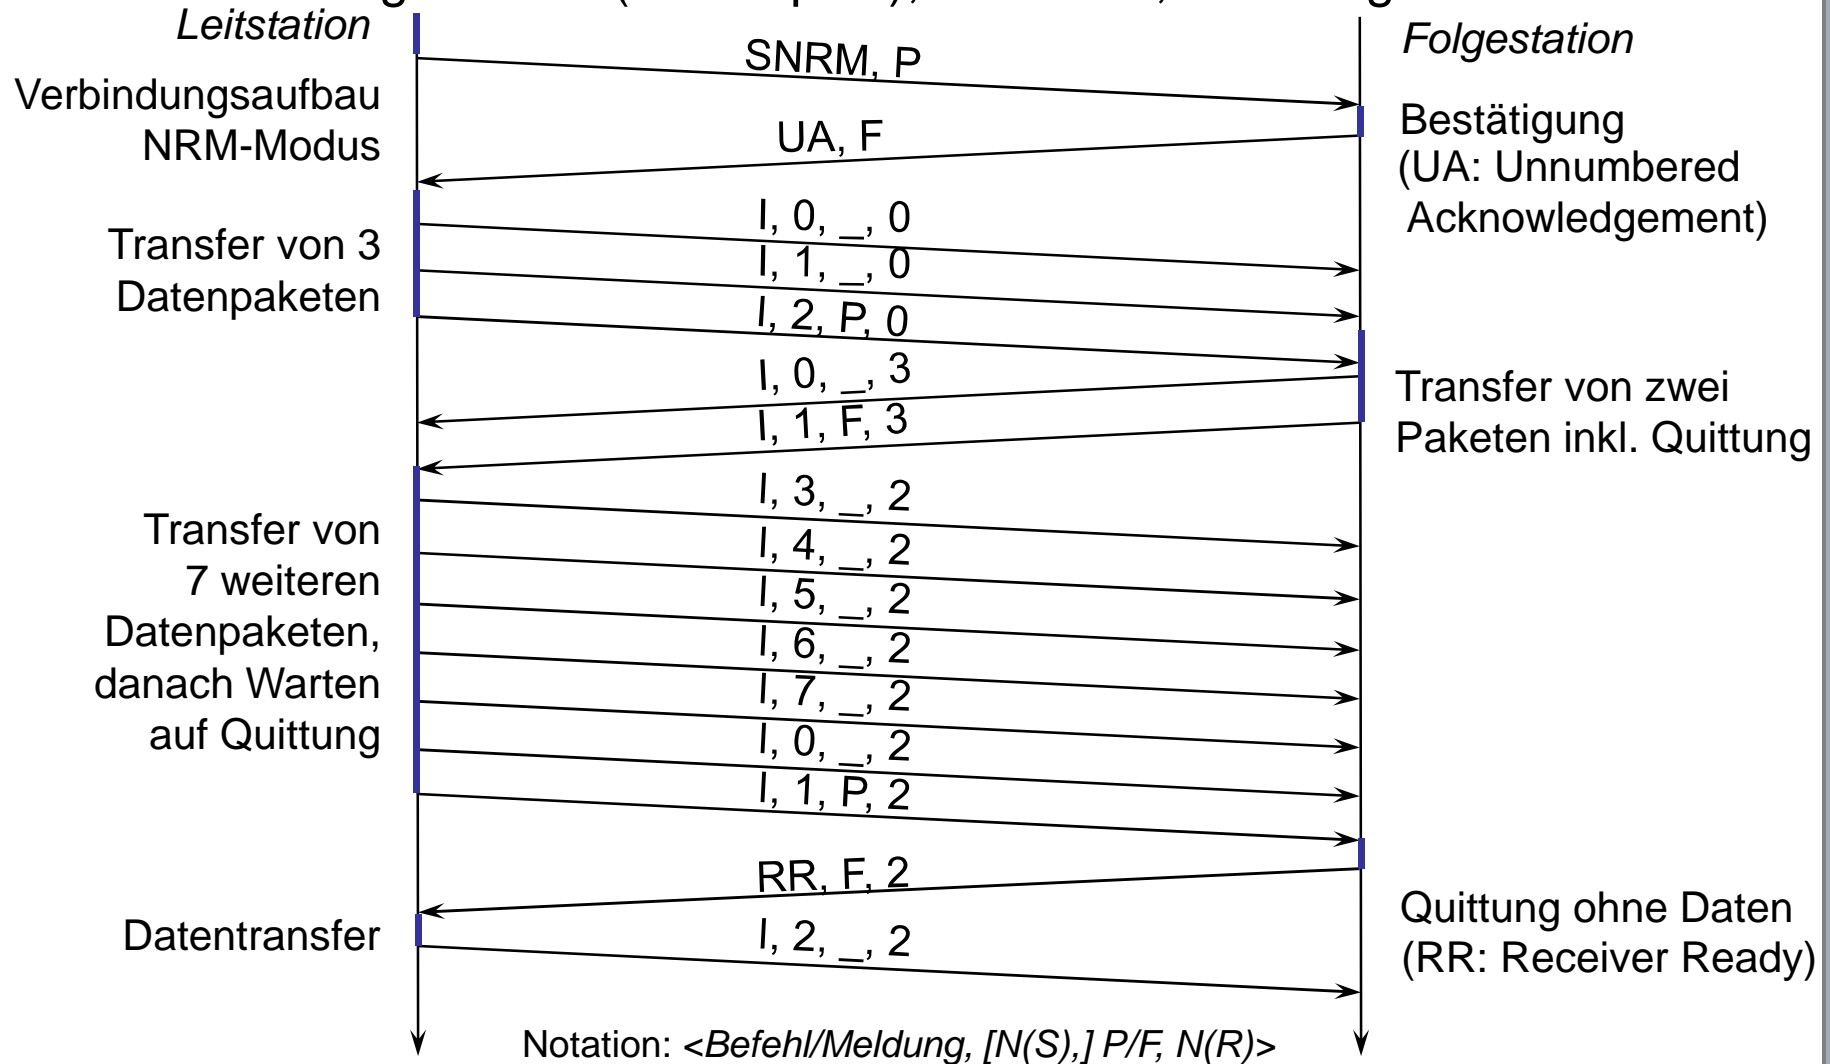 Leitstation
Folgestation
SNRM, P
Verbindungsaufbau
NRM-Modus
Bestätigung
(UA: Unnumbered
Acknowledgement)
UA, F
Transfer von 3
Datenpaketen
I, 0, _, 0
I, 1, _, 0
I, 2, P, 0
I, 0, _, 3
I, 1, F, 3
Transfer von zwei
Paketen inkl. Quittung
Transfer von
7 weiteren
Datenpaketen,
danach Warten
auf Quittung
I, 3, _, 2
I, 4, _, 2
I, 5, _, 2
I, 6, _, 2
I, 7, _, 2
I, 0, _, 2
I, 1, P, 2
RR, F, 2
Quittung ohne Daten
(RR: Receiver Ready)
Datentransfer
I, 2, _, 2
Notation: <Befehl/Meldung, [N(S),] P/F, N(R)>